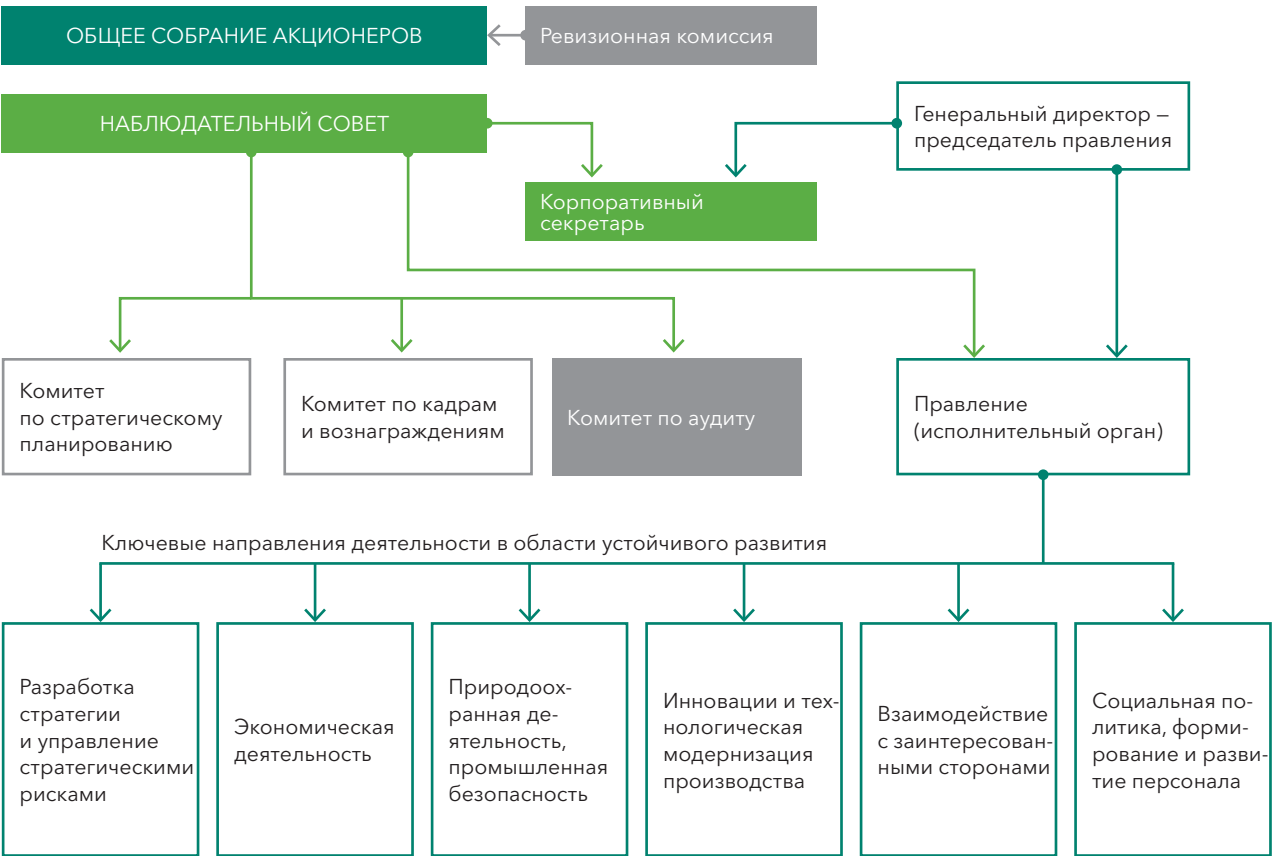 ОБЩЕЕ СОБРАНИЕ АКЦИОНЕРОВ
Ревизионная комиссия
НАБЛЮДАТЕЛЬНЫЙ СОВЕТ
Генеральный директор —
председатель правления
Корпоративный
секретарь
Комитет
по стратегическому
планированию
Комитет по кадрам
и вознаграждениям
Комитет по аудиту
Правление
(исполнительный орган)
Ключевые направления деятельности в области устойчивого развития
Разработка
стратегии
и управление
стратегическими
рисками
Экономическая
деятельность
Природоох-
ранная де-
ятельность,
промышленная
безопасность
Инновации и тех-
нологическая
модернизация
производства
Взаимодействие
с заинтересован-
ными сторонами
Социальная по-
литика, форми-
рование и разви-
тие персонала